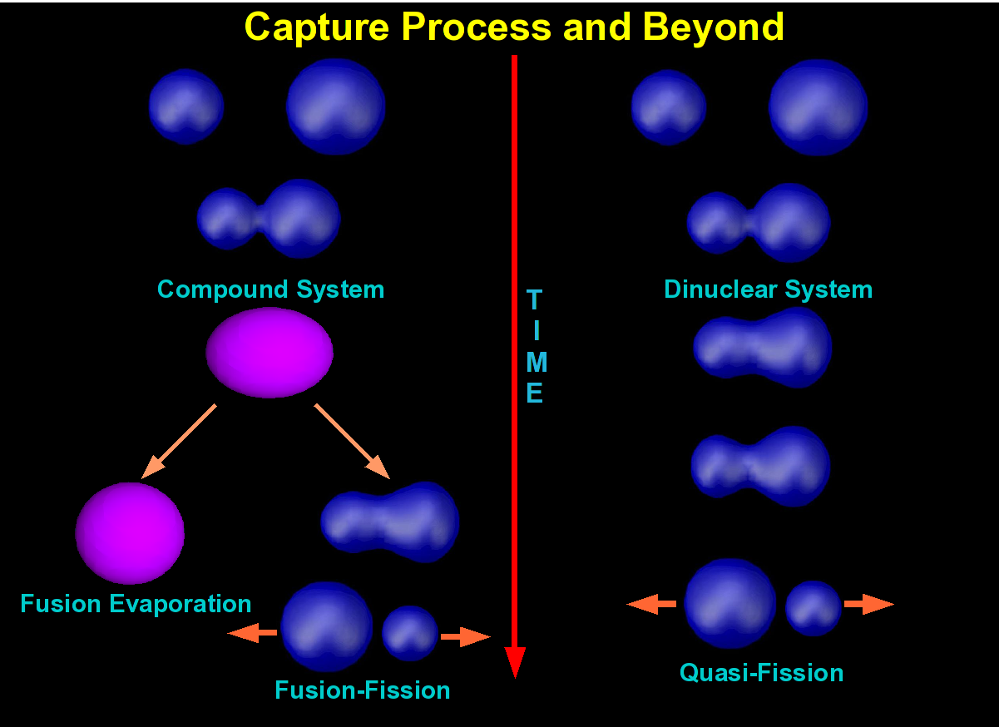 Capture Process and Beyond
Compound System
Dinuclear System
T
I
M
E
Fusion Evaporation
Fusion-Fission
Quasi-Fission